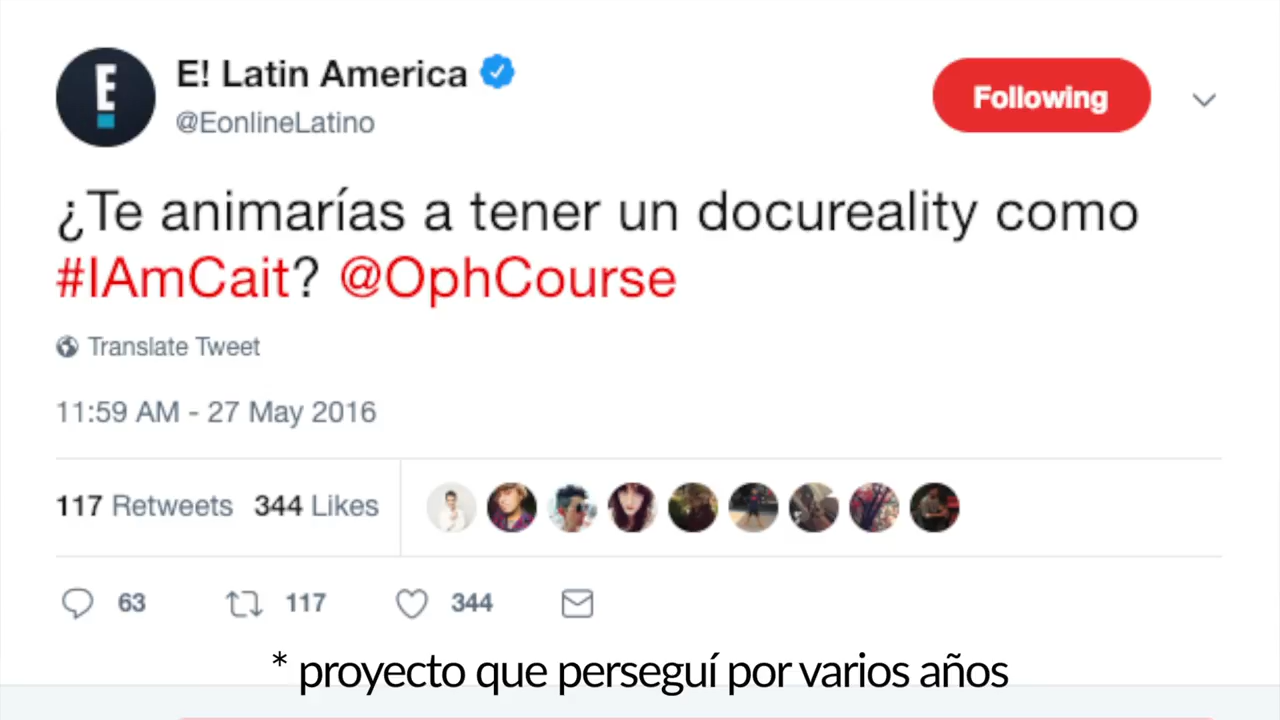 E! Latin America
@EonlineLatino
Following
¿Te animarías a tener un docureality como
#IAmCait? @OphCourse
Translate Tweet
11:59 AM - 27 May 2016
117 Retweets 344 Likes
63 117 344
* proyecto que perseguí por varios años